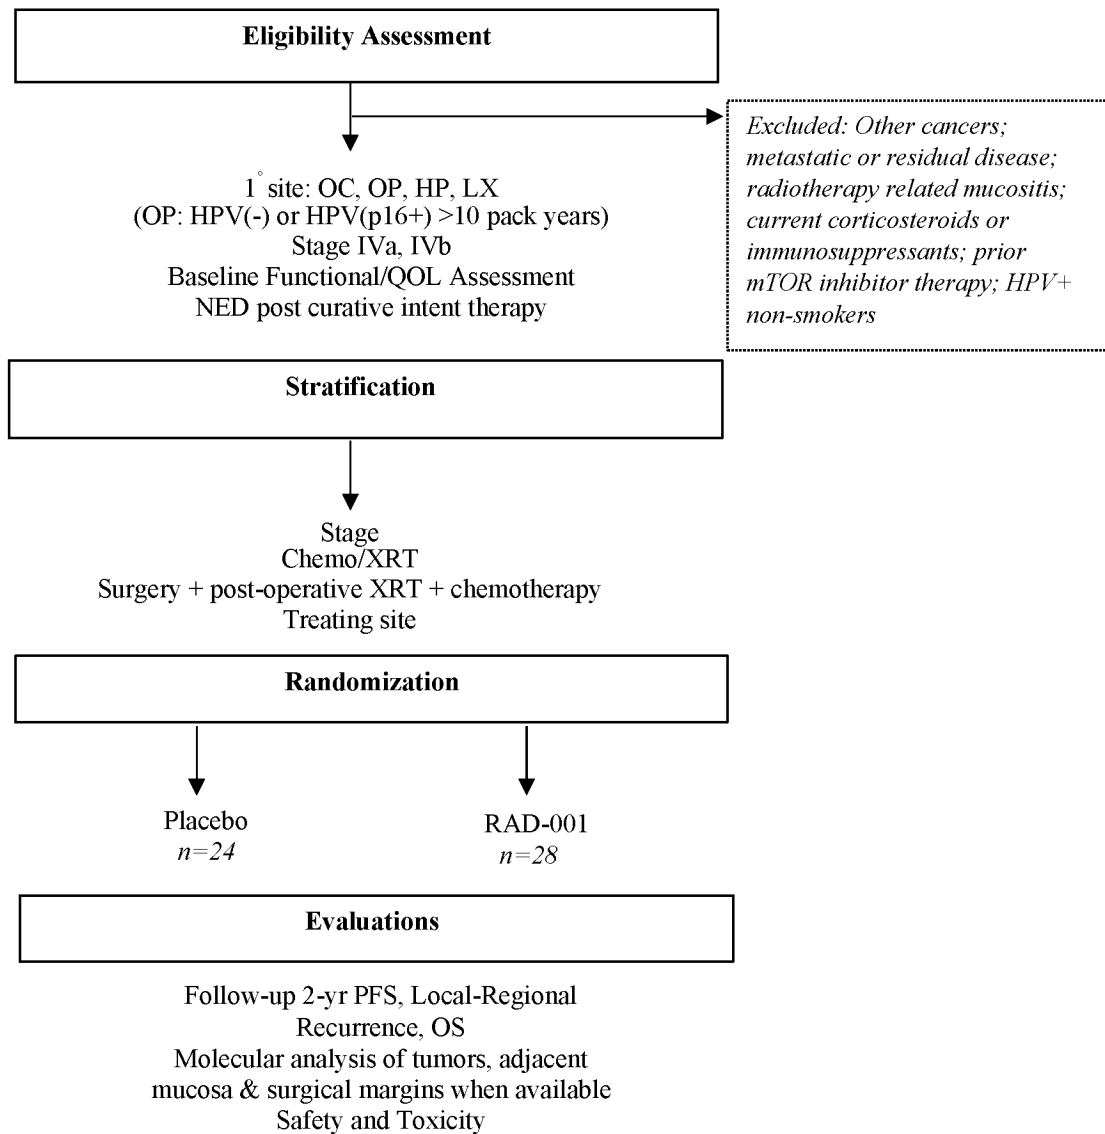 Eligibility Assessment
Excluded: Other cancers;
metastatic or residual disease;
radiotherapy related mucositis;
current corticosteroids or
immunosuppressants; prior
mTOR inhibitor therapy; HPV+
non-smokers
1° site: OC, OP, HP, LX
(OP: HPV(-) or HPV(p16+) >10 pack years)
Stage IVa, IVb
Baseline Functional/QOL Assessment
NED post curative intent therapy
Stratification
Stage
Chemo/XRT
Surgery + post-operative XRT + chemotherapy
Treating site
Randomization
Placebo
n=24
RAD-001
n=28
Evaluations
Follow-up 2-yr PFS, Local-Regional
Recurrence, OS
Molecular analysis of tumors, adjacent
mucosa & surgical margins when available
Safety and Toxicity